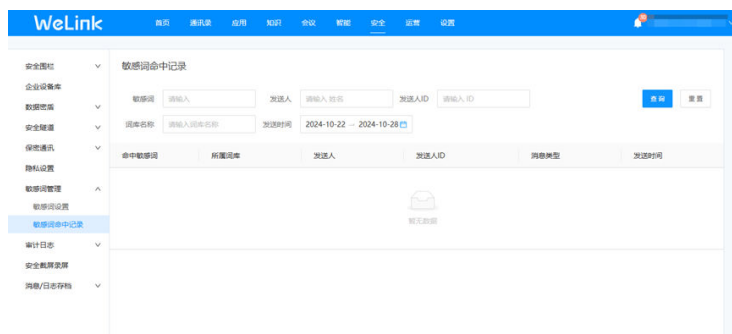 WeLink 首页 通讯录 应用 知识 会议 智能 安全 运营 设置
安全围栏
企业设备库
数据密盾
安全隧道
保密通讯
隐私设置
敏感词管理
敏感词设置
敏感词命中记录
审计日志
安全截屏录屏
消息/日志存档
敏感词命中记录
敏感词 请输入 发送人 请输入 姓名 发送人ID 请输入 ID 查询 重置
词库名称 请输入词库名称 发送时间 2024-10-22 → 2024-10-28
命中敏感词 所属词库 发送人 发送人ID 消息类型 发送时间
暂无数据